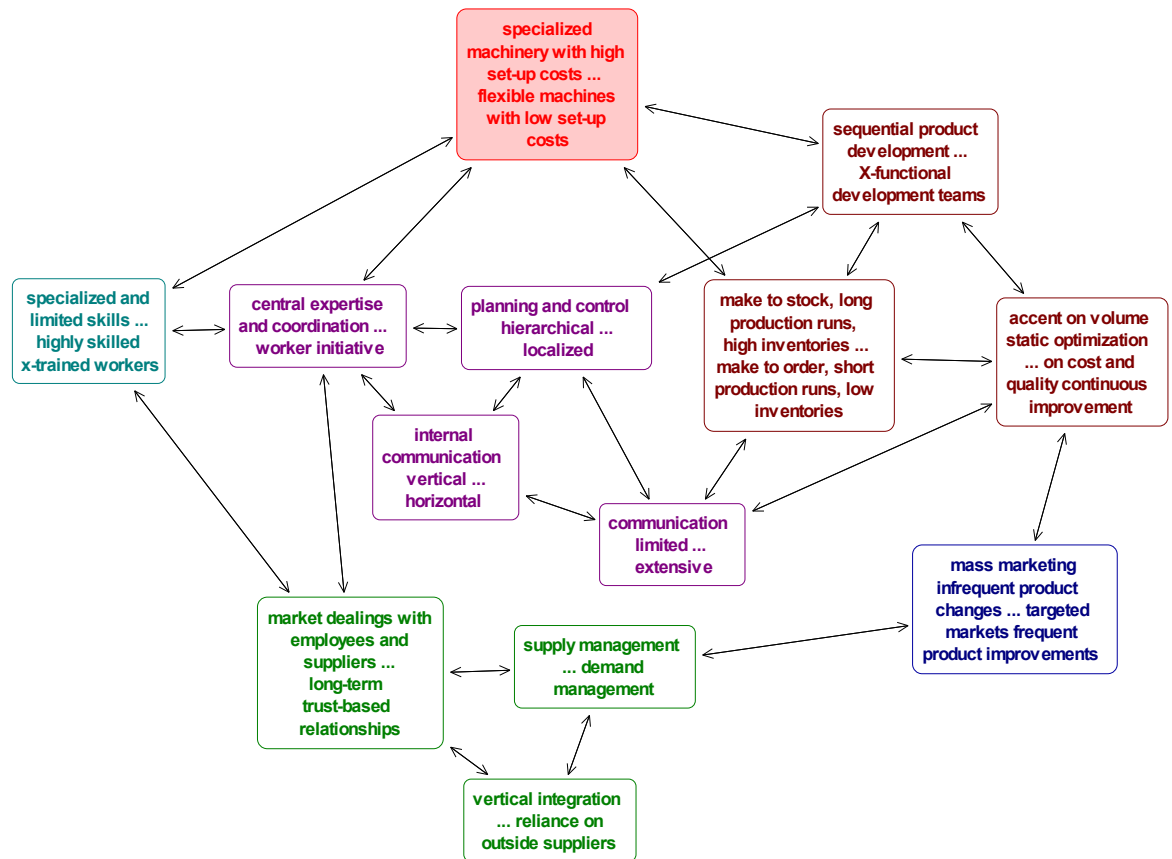 specialized
machinery with high
set-up costs ...
flexible machines
with low set-up
costs
sequential product
development ...
X-functional
development teams
specialized and
limited skills ...
highly skilled
x-trained workers
central expertise
and coordination ...
worker initiative
planning and control
hierarchical ...
localized
make to stock, long
production runs,
high inventories ...
make to order, short
production runs, low
inventories
accent on volume
static optimization
... on cost and
quality continuous
improvement
internal
communication
vertical ...
horizontal
communication
limited ...
extensive
mass marketing
infrequent product
changes ... targeted
markets frequent
product improvements
market dealings with
employees and
suppliers ...
long-term
trust-based
relationships
supply management
... demand
management
vertical integration
... reliance on
outside suppliers